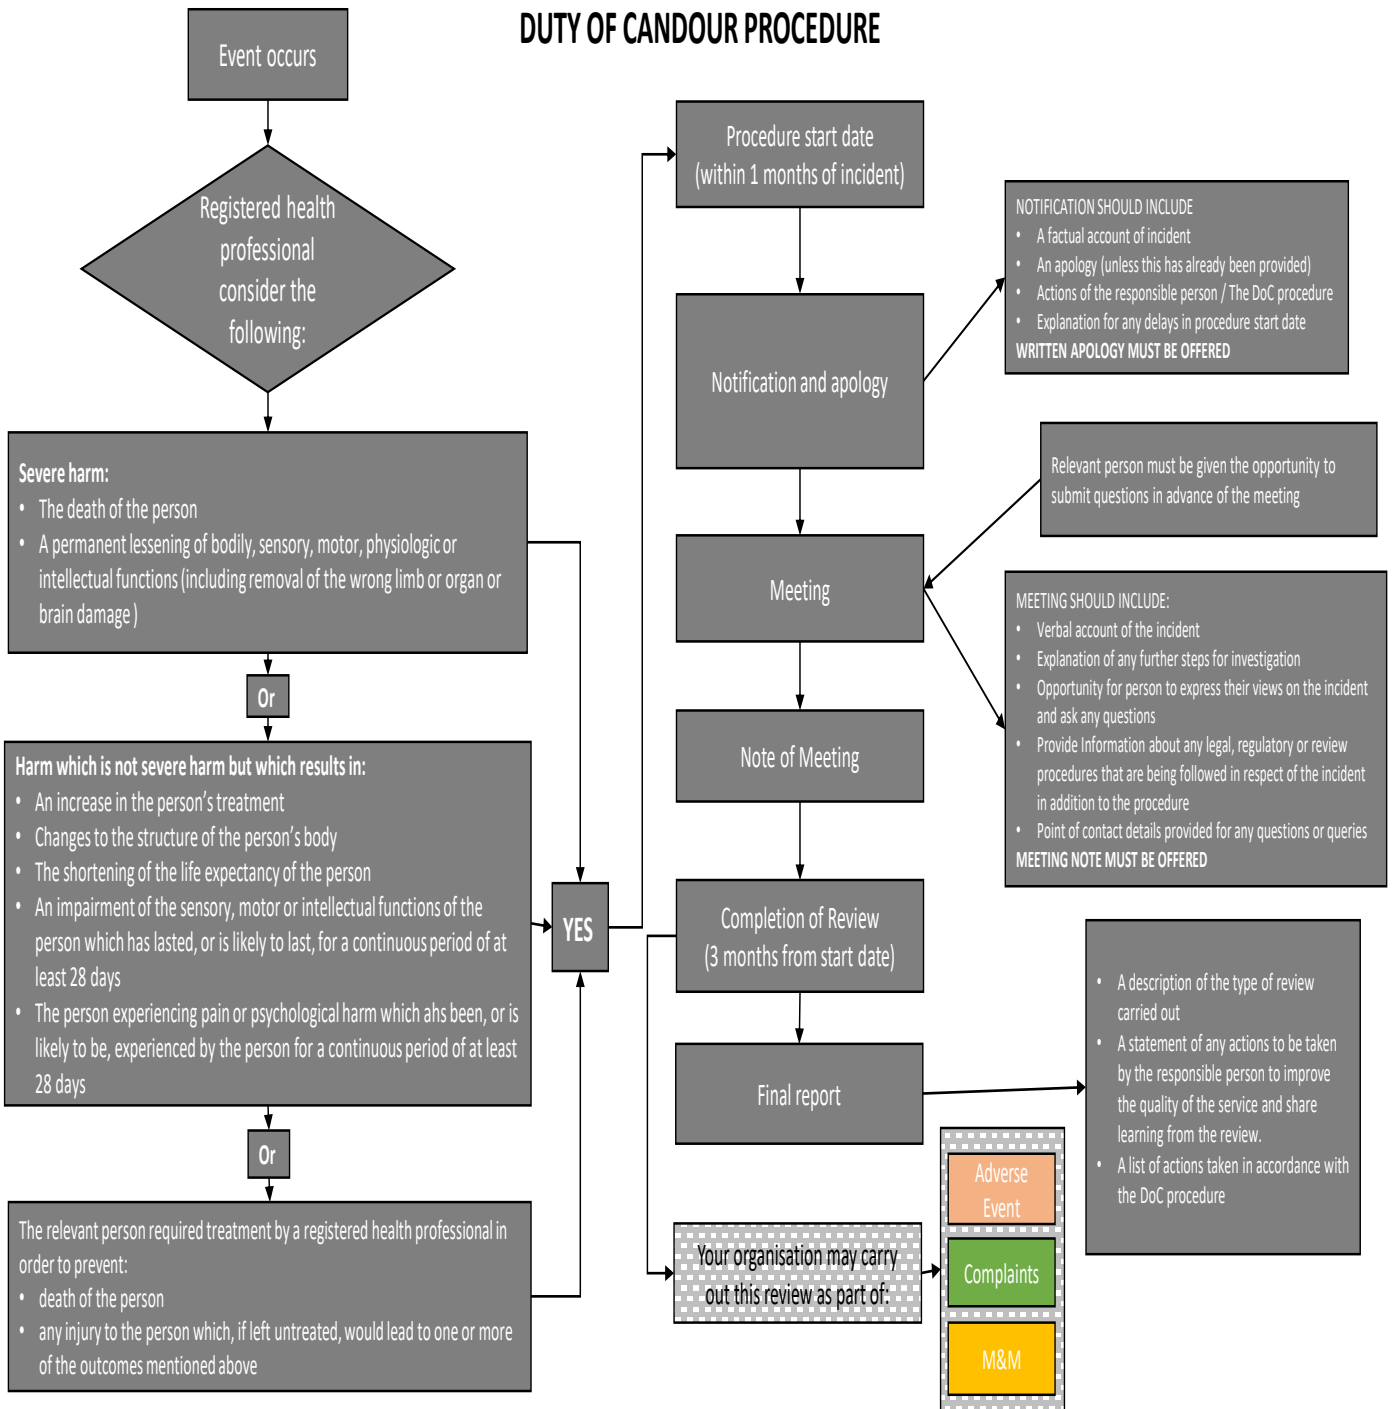 DUTY OF CANDOUR PROCEDURE
Event occurs
Registered health
professional
consider the
following:
Severe harm:
• The death of the person
• A permanent lessening of bodily, sensory, motor, physiologic or
intellectual functions (including removal of the wrong limb or organ or
brain damage )
Or
Harm which is not severe harm but which results in:
• An increase in the person's treatment
• Changes to the structure of the person's body
• The shortening of the life expectancy of the person
• An impairment of the sensory, motor or intellectual functions of the
person which has lasted, or is likely to last, for a continuous period of at
least 28 days
• The person experiencing pain or psychological harm which ahs been, or is
likely to be, experienced by the person for a continuous period of at least
28 days
Or
The relevant person required treatment by a registered health professional in
order to prevent:
• death of the person
• any injury to the person which, if left untreated, would lead to one or more
of the outcomes mentioned above
YES
Procedure start date
(within 1 months of incident)
Notification and apology
NOTIFICATION SHOULD INCLUDE
• A factual account of incident
• An apology (unless this has already been provided)
• Actions of the responsible person / The DoC procedure
• Explanation for any delays in procedure start date
WRITTEN APOLOGY MUST BE OFFERED
Relevant person must be given the opportunity to
submit questions in advance of the meeting
Meeting
MEETING SHOULD INCLUDE:
• Verbal account of the incident
• Explanation of any further steps for investigation
• Opportunity for person to express their views on the incident
and ask any questions
• Provide Information about any legal, regulatory or review
procedures that are being followed in respect of the incident
in addition to the procedure
• Point of contact details provided for any questions or queries
MEETING NOTE MUST BE OFFERED
Note of Meeting
Completion of Review
(3 months from start date)
Final report
• A description of the type of review
carried out
• A statement of any actions to be taken
by the responsible person to improve
the quality of the service and share
learning from the review.
• A list of actions taken in accordance with
the DoC procedure
Your organisation may carry
out this review as part of:
Adverse
Event
Complaints
M&M